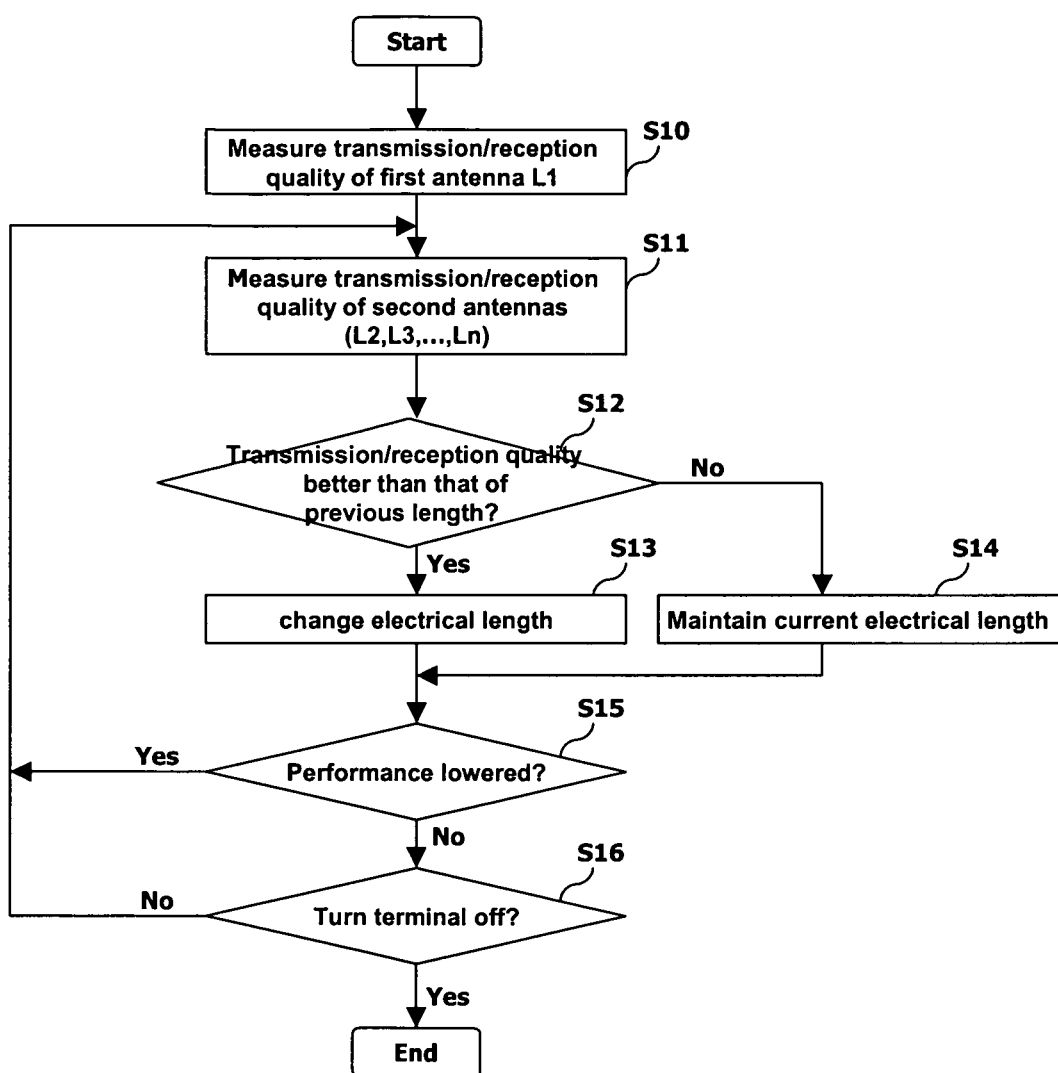 Start
S10
Measure transmission/reception
quality of first antenna L1
S11
Measure transmission/reception
quality of second antennas
(L2,L3,...,Ln)
S12
Transmission/reception quality
better than that of
previous length?
No
Yes
S13
change electrical length
S14
Maintain current electrical length
S15
Performance lowered?
Yes
No
S16
Turn terminal off?
No
Yes
End